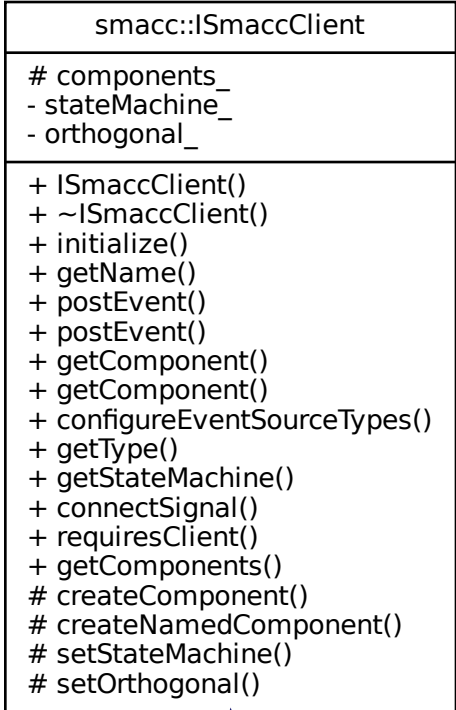 smacc::ISmaccClient
# components_
- stateMachine_
- orthogonal_
+ ISmaccClient()
+ ~ISmaccClient()
+ initialize()
+ getName()
+ postEvent()
+ postEvent()
+ getComponent()
+ getComponent()
+ configureEventSourceTypes()
+ getType()
+ getStateMachine()
+ connectSignal()
+ requiresClient()
+ getComponents()
# createComponent()
# createNamedComponent()
# setStateMachine()
# setOrthogonal()